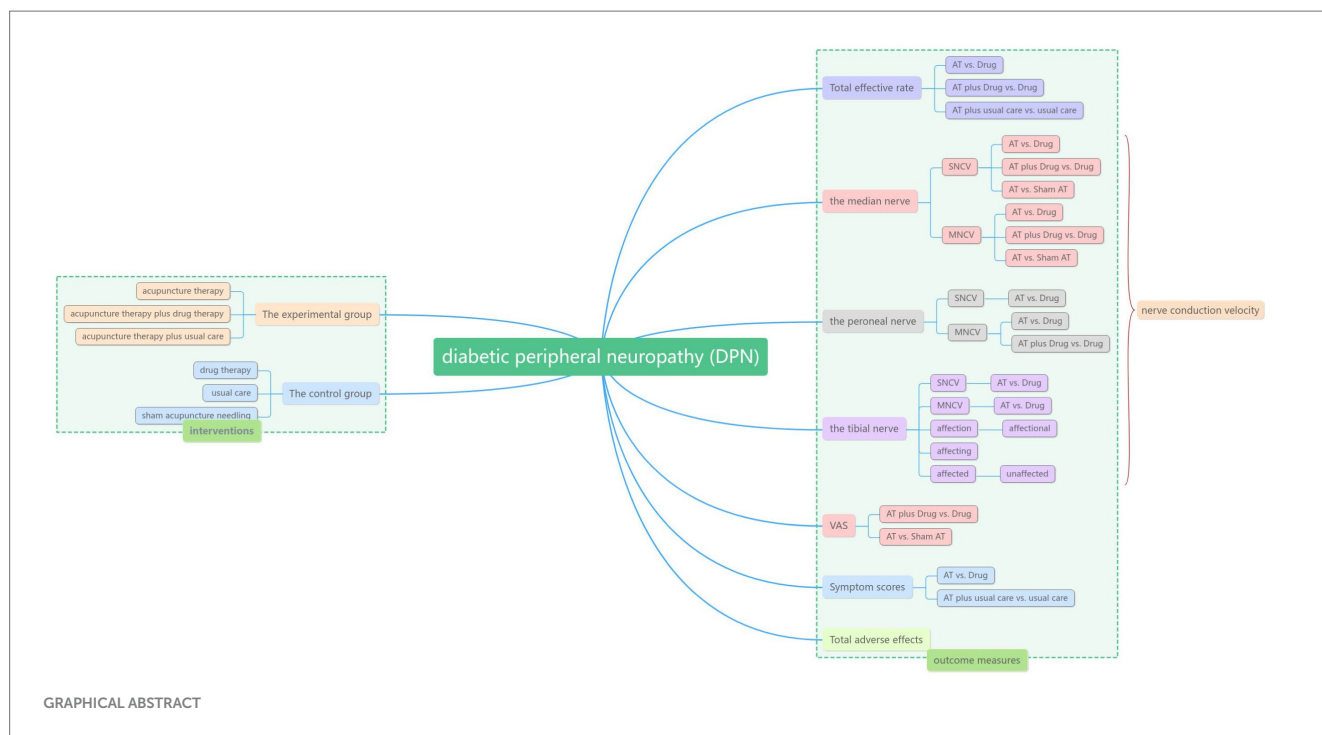 acupuncture therapy
acupuncture therapy plus drug therapy
acupuncture therapy plus usual care
The experimental group
drug therapy
usual care
sham acupuncture needling
The control group
interventions
diabetic peripheral neuropathy (DPN)
Total effective rate
AT vs. Drug
AT plus Drug vs. Drug
AT plus usual care vs. usual care
the median nerve
SNCV
AT vs. Drug
AT plus Drug vs. Drug
AT vs. Sham AT
MNCV
AT vs. Drug
AT plus Drug vs. Drug
AT vs. Sham AT
the peroneal nerve
SNCV
AT vs. Drug
MNCV
AT vs. Drug
AT plus Drug vs. Drug
the tibial nerve
SNCV
AT vs. Drug
MNCV
AT vs. Drug
affection
affectional
affecting
affected
unaffected
nerve conduction velocity
VAS
AT plus Drug vs. Drug
AT vs. Sham AT
Symptom scores
AT vs. Drug
AT plus usual care vs. usual care
Total adverse effects
outcome measures
GRAPHICAL ABSTRACT